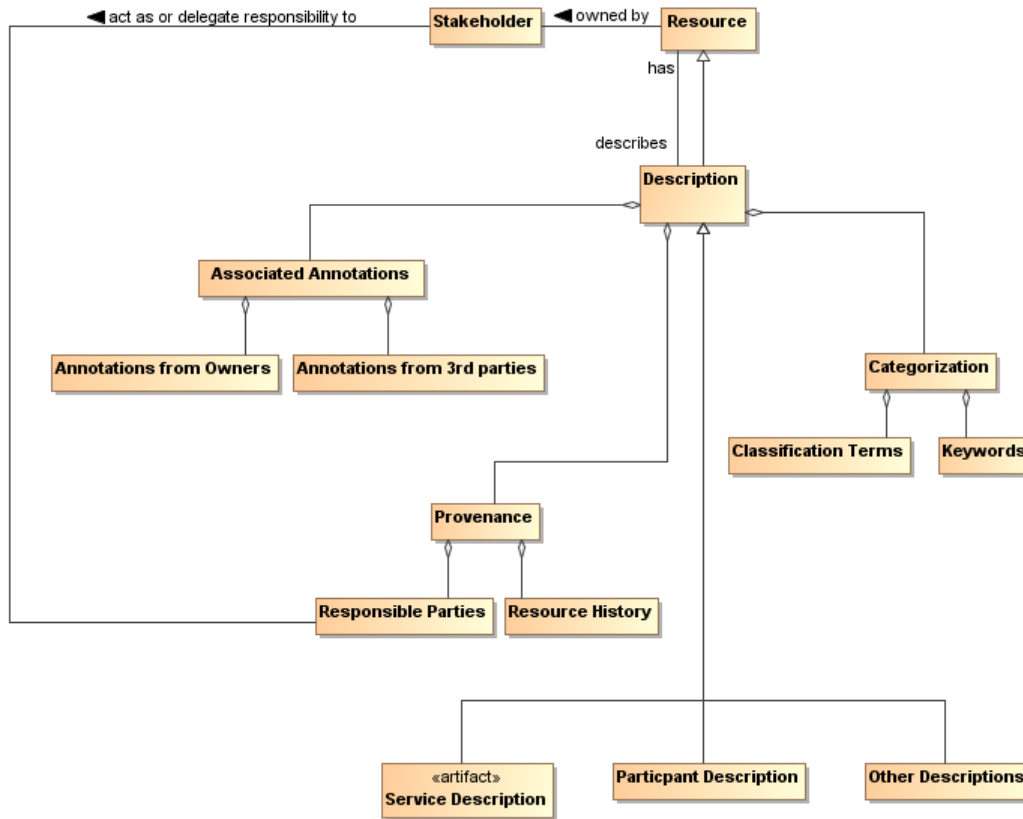 ◄ act as or delegate responsibility to
Stakeholder
◄ owned by
Resource
has
describes
Description
Associated Annotations
Annotations from Owners
Annotations from 3rd parties
Categorization
Classification Terms
Keywords
Provenance
Responsible Parties
Resource History
«artifact»
Service Description
Particpant Description
Other Descriptions